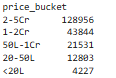 price_bucket
2-5Cr 128956
1-2Cr 43844
50L-1Cr 21531
20-50L 12803
<20L 4227